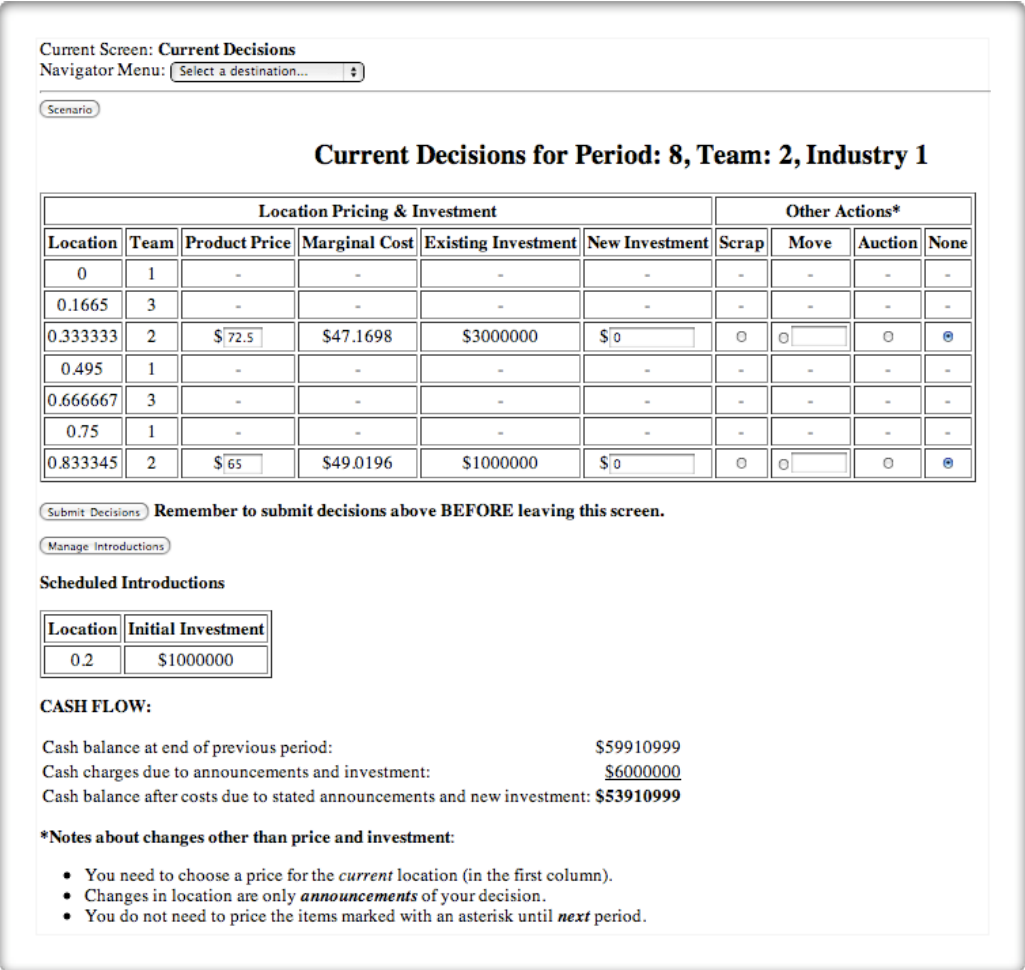 Current Screen: Current Decisions
Navigator Menu: Select a destination...
Scenario
Current Decisions for Period: 8, Team: 2, Industry 1
Location Pricing & Investment Other Actions*
Location Team Product Price Marginal Cost Existing Investment New Investment Scrap Move Auction None
0 1 - - - - - - - -
0.1665 3 - - - - - - - -
0.333333 2 $ 72.5 $47.1698 $3000000 $ 0
0.495 1 - - - - - - - -
0.666667 3 - - - - - - - -
0.75 1 - - - - - - - -
0.833345 2 $ 65 $49.0196 $1000000 $ 0
Submit Decisions Remember to submit decisions above BEFORE leaving this screen.
Manage Introductions
Scheduled Introductions
Location Initial Investment
0.2 $1000000
CASH FLOW:
Cash balance at end of previous period: $59910999
Cash charges due to announcements and investment: $6000000
Cash balance after costs due to stated announcements and new investment: $53910999
*Notes about changes other than price and investment:
• You need to choose a price for the current location (in the first column).
• Changes in location are only announcements of your decision.
• You do not need to price the items marked with an asterisk until next period.